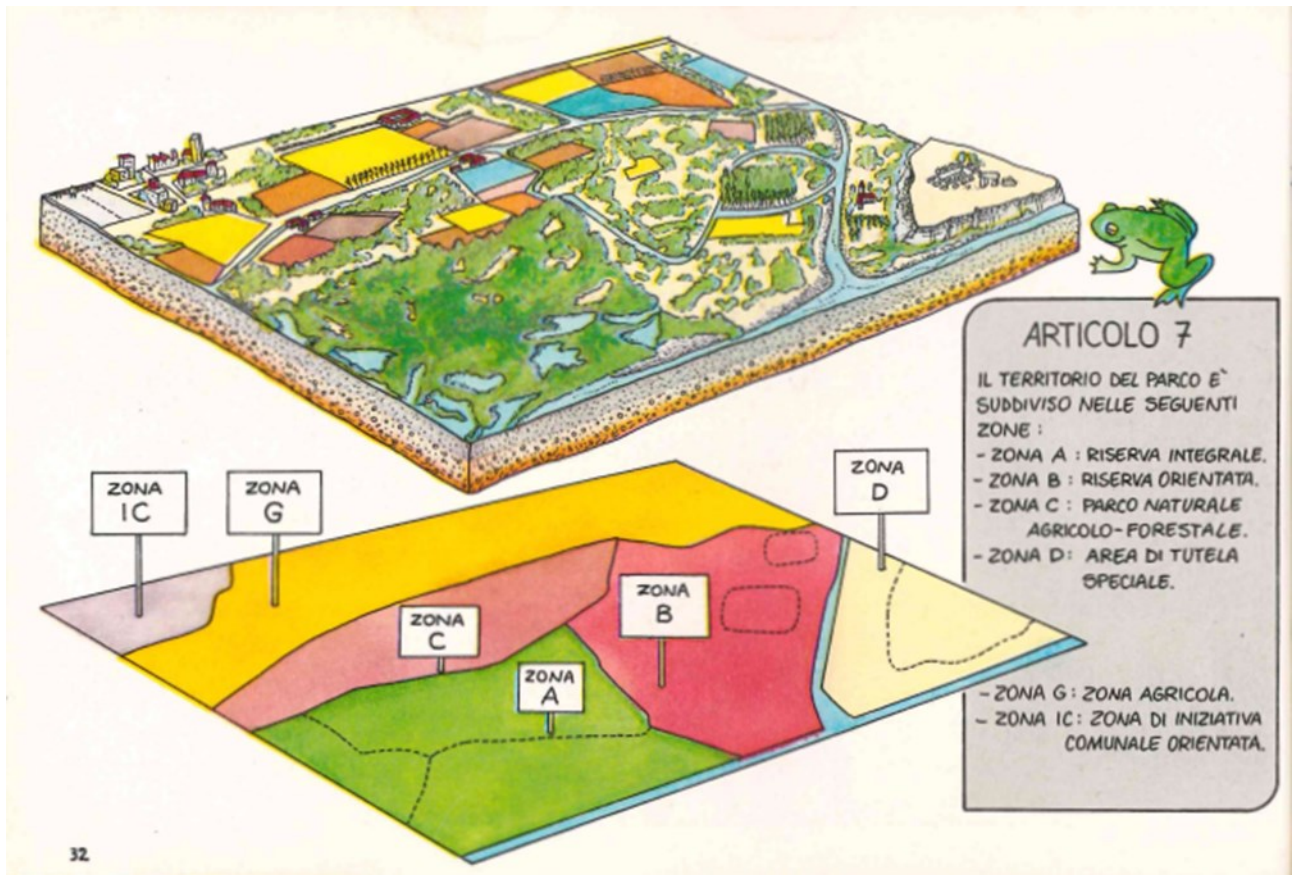 ARTICOLO 7
IL TERRITORIO DEL PARCO E'
SUDDIVISO NELLE SEGUENTI
ZONE :
- ZONA A : RISERVA INTEGRALE.
- ZONA B : RISERVA ORIENTATA.
- ZONA C : PARCO NATURALE
AGRICOLO-FORESTALE.
- ZONA D : AREA DI TUTELA
SPECIALE.
- ZONA G : ZONA AGRICOLA.
- ZONA IC : ZONA DI INIZIATIVA
COMUNALE ORIENTATA.
ZONA
IC
ZONA
G
ZONA
D
ZONA
C
ZONA
B
ZONA
A
32